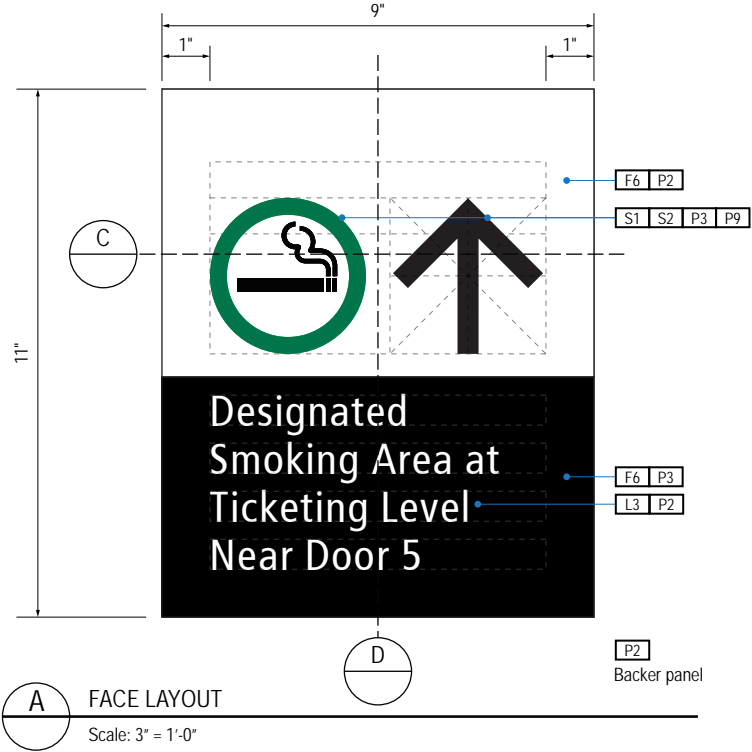 9"
1"
1"
F6 P2
S1 S2 P3 P9
C
11"
Designated
Smoking Area at
Ticketing Level
Near Door 5
F6 P3
L3 P2
D
P2
Backer panel
A
FACE LAYOUT
Scale: 3" = 1'-0"